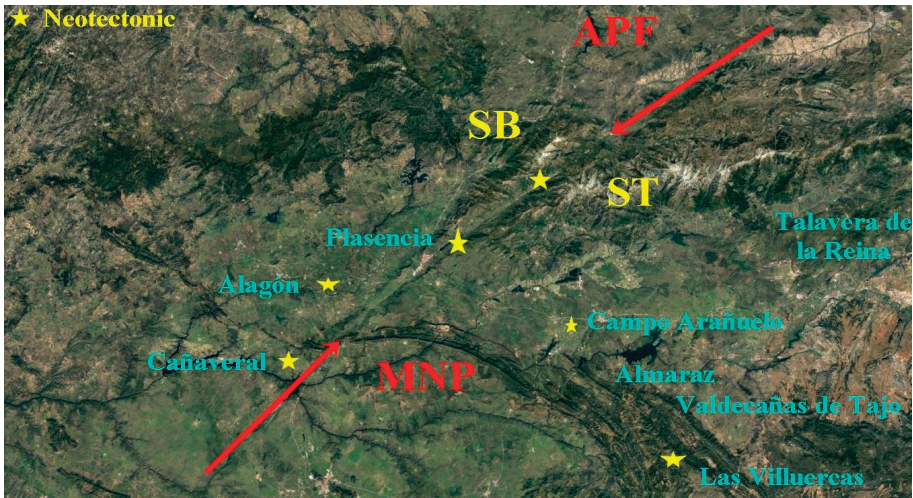 Neotectonic
APF
SB
ST
Talavera de
la Reina
Plasencia
Alagón
Campo Arañuelo
Cañaveral
MNP
Almaraz
Valdecañas de Tajo
Las Villuercas